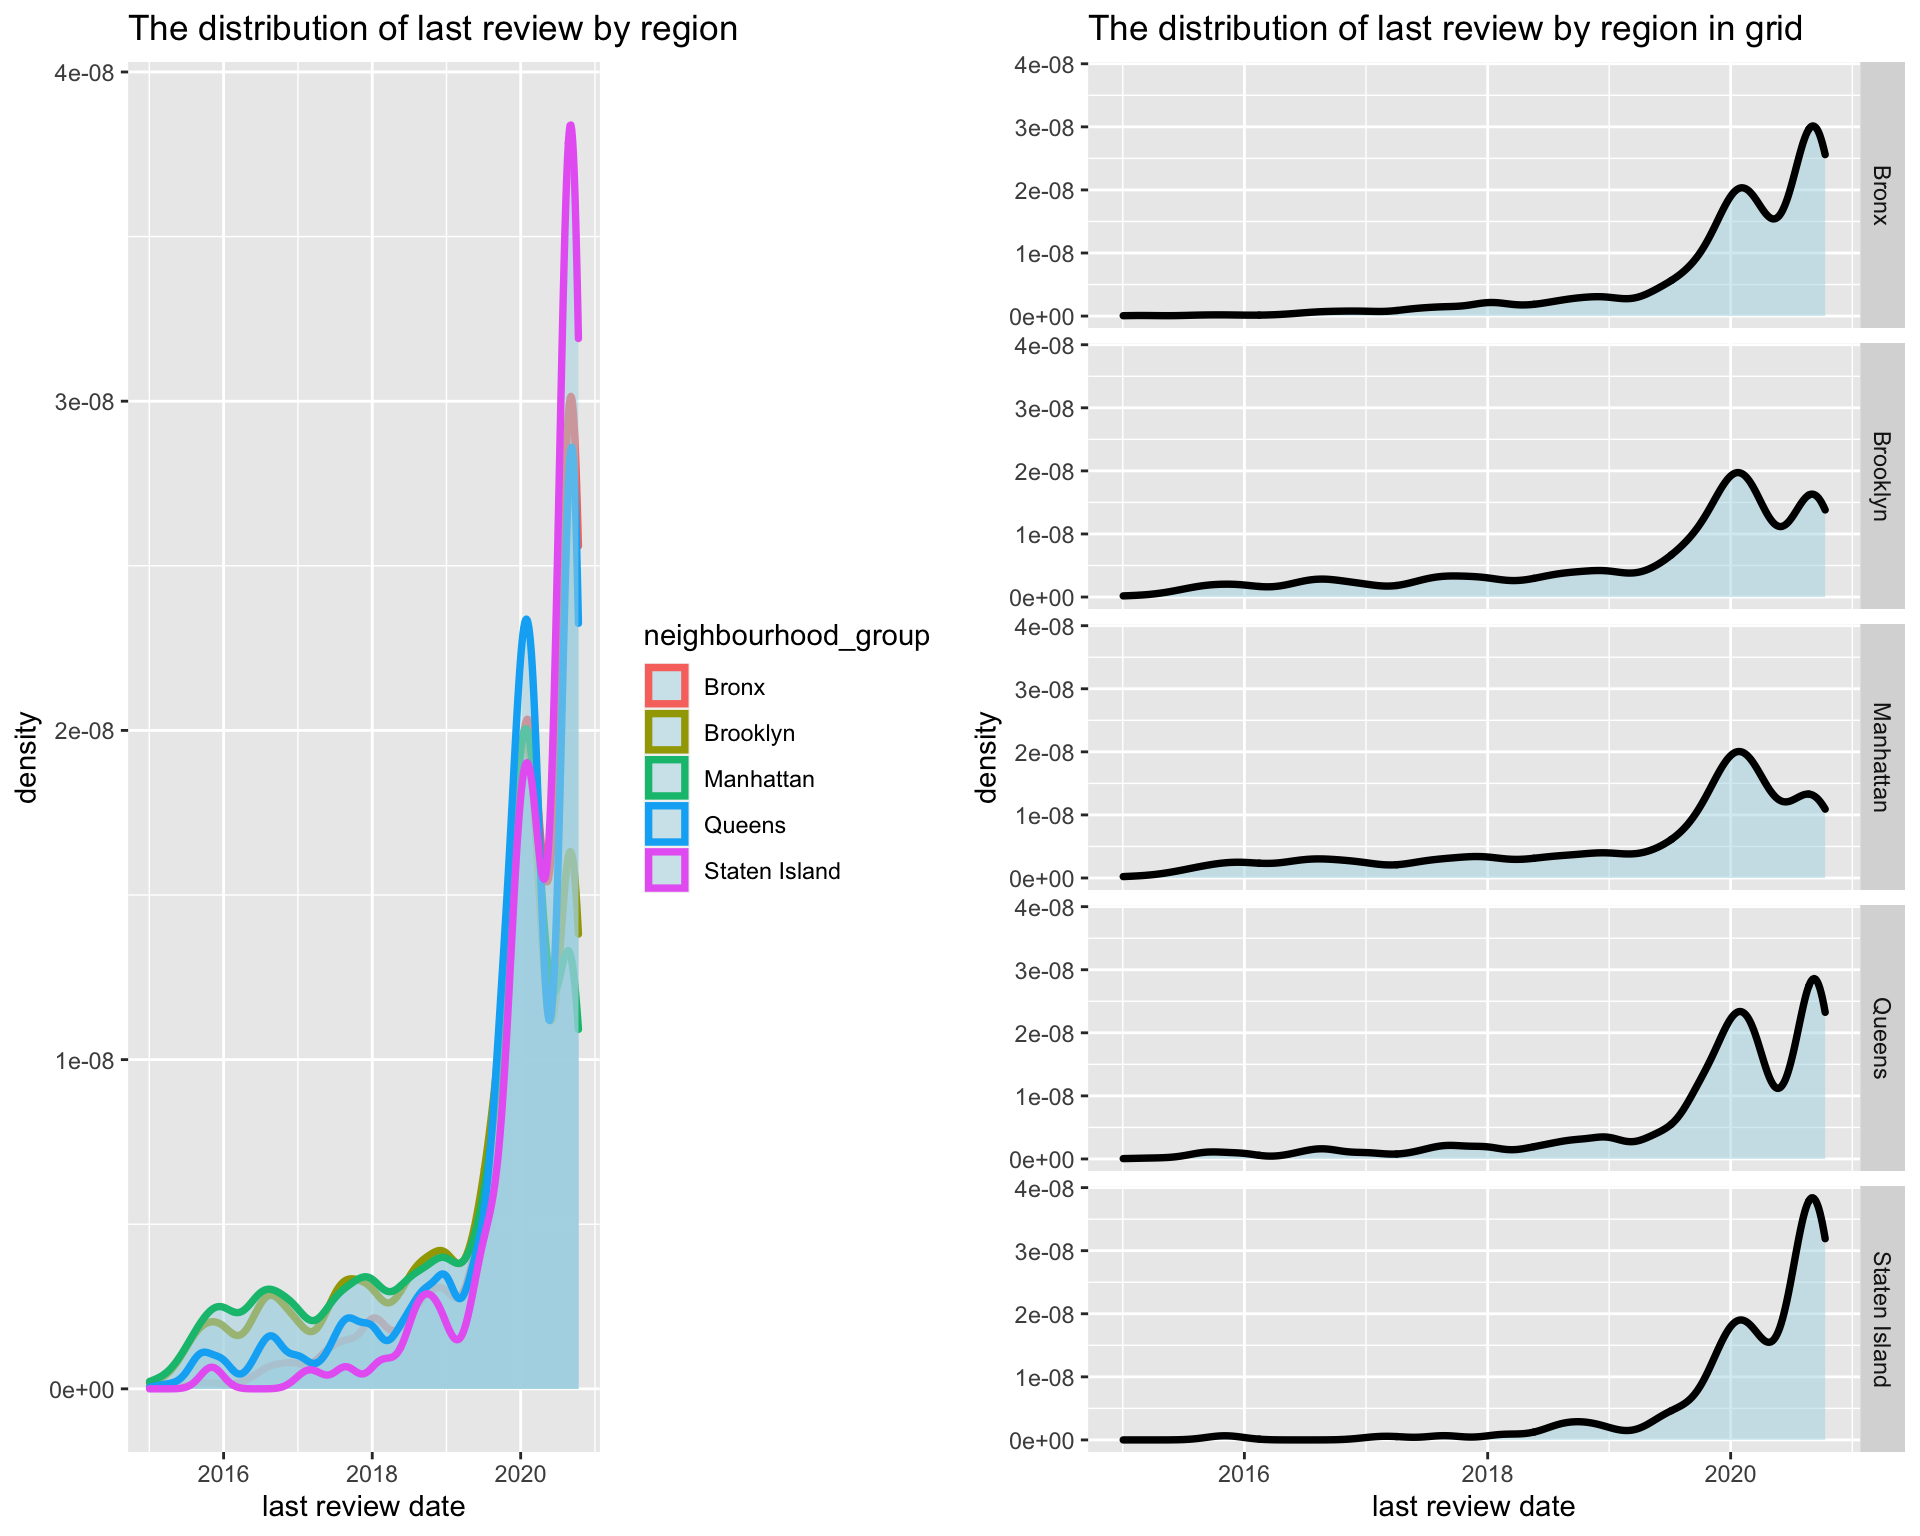 The distribution of last review by region
4e-08
3e-08
2e-08
1e-08
0e+00
density
2016 2018 2020
last review date
neighbourhood_group
Bronx
Brooklyn
Manhattan
Queens
Staten Island
The distribution of last review by region in grid
density
4e-08
3e-08
2e-08
1e-08
0e+00
Bronx
4e-08
3e-08
2e-08
1e-08
0e+00
Brooklyn
4e-08
3e-08
2e-08
1e-08
0e+00
Manhattan
4e-08
3e-08
2e-08
1e-08
0e+00
Queens
4e-08
3e-08
2e-08
1e-08
0e+00
Staten Island
2016 2018 2020
last review date